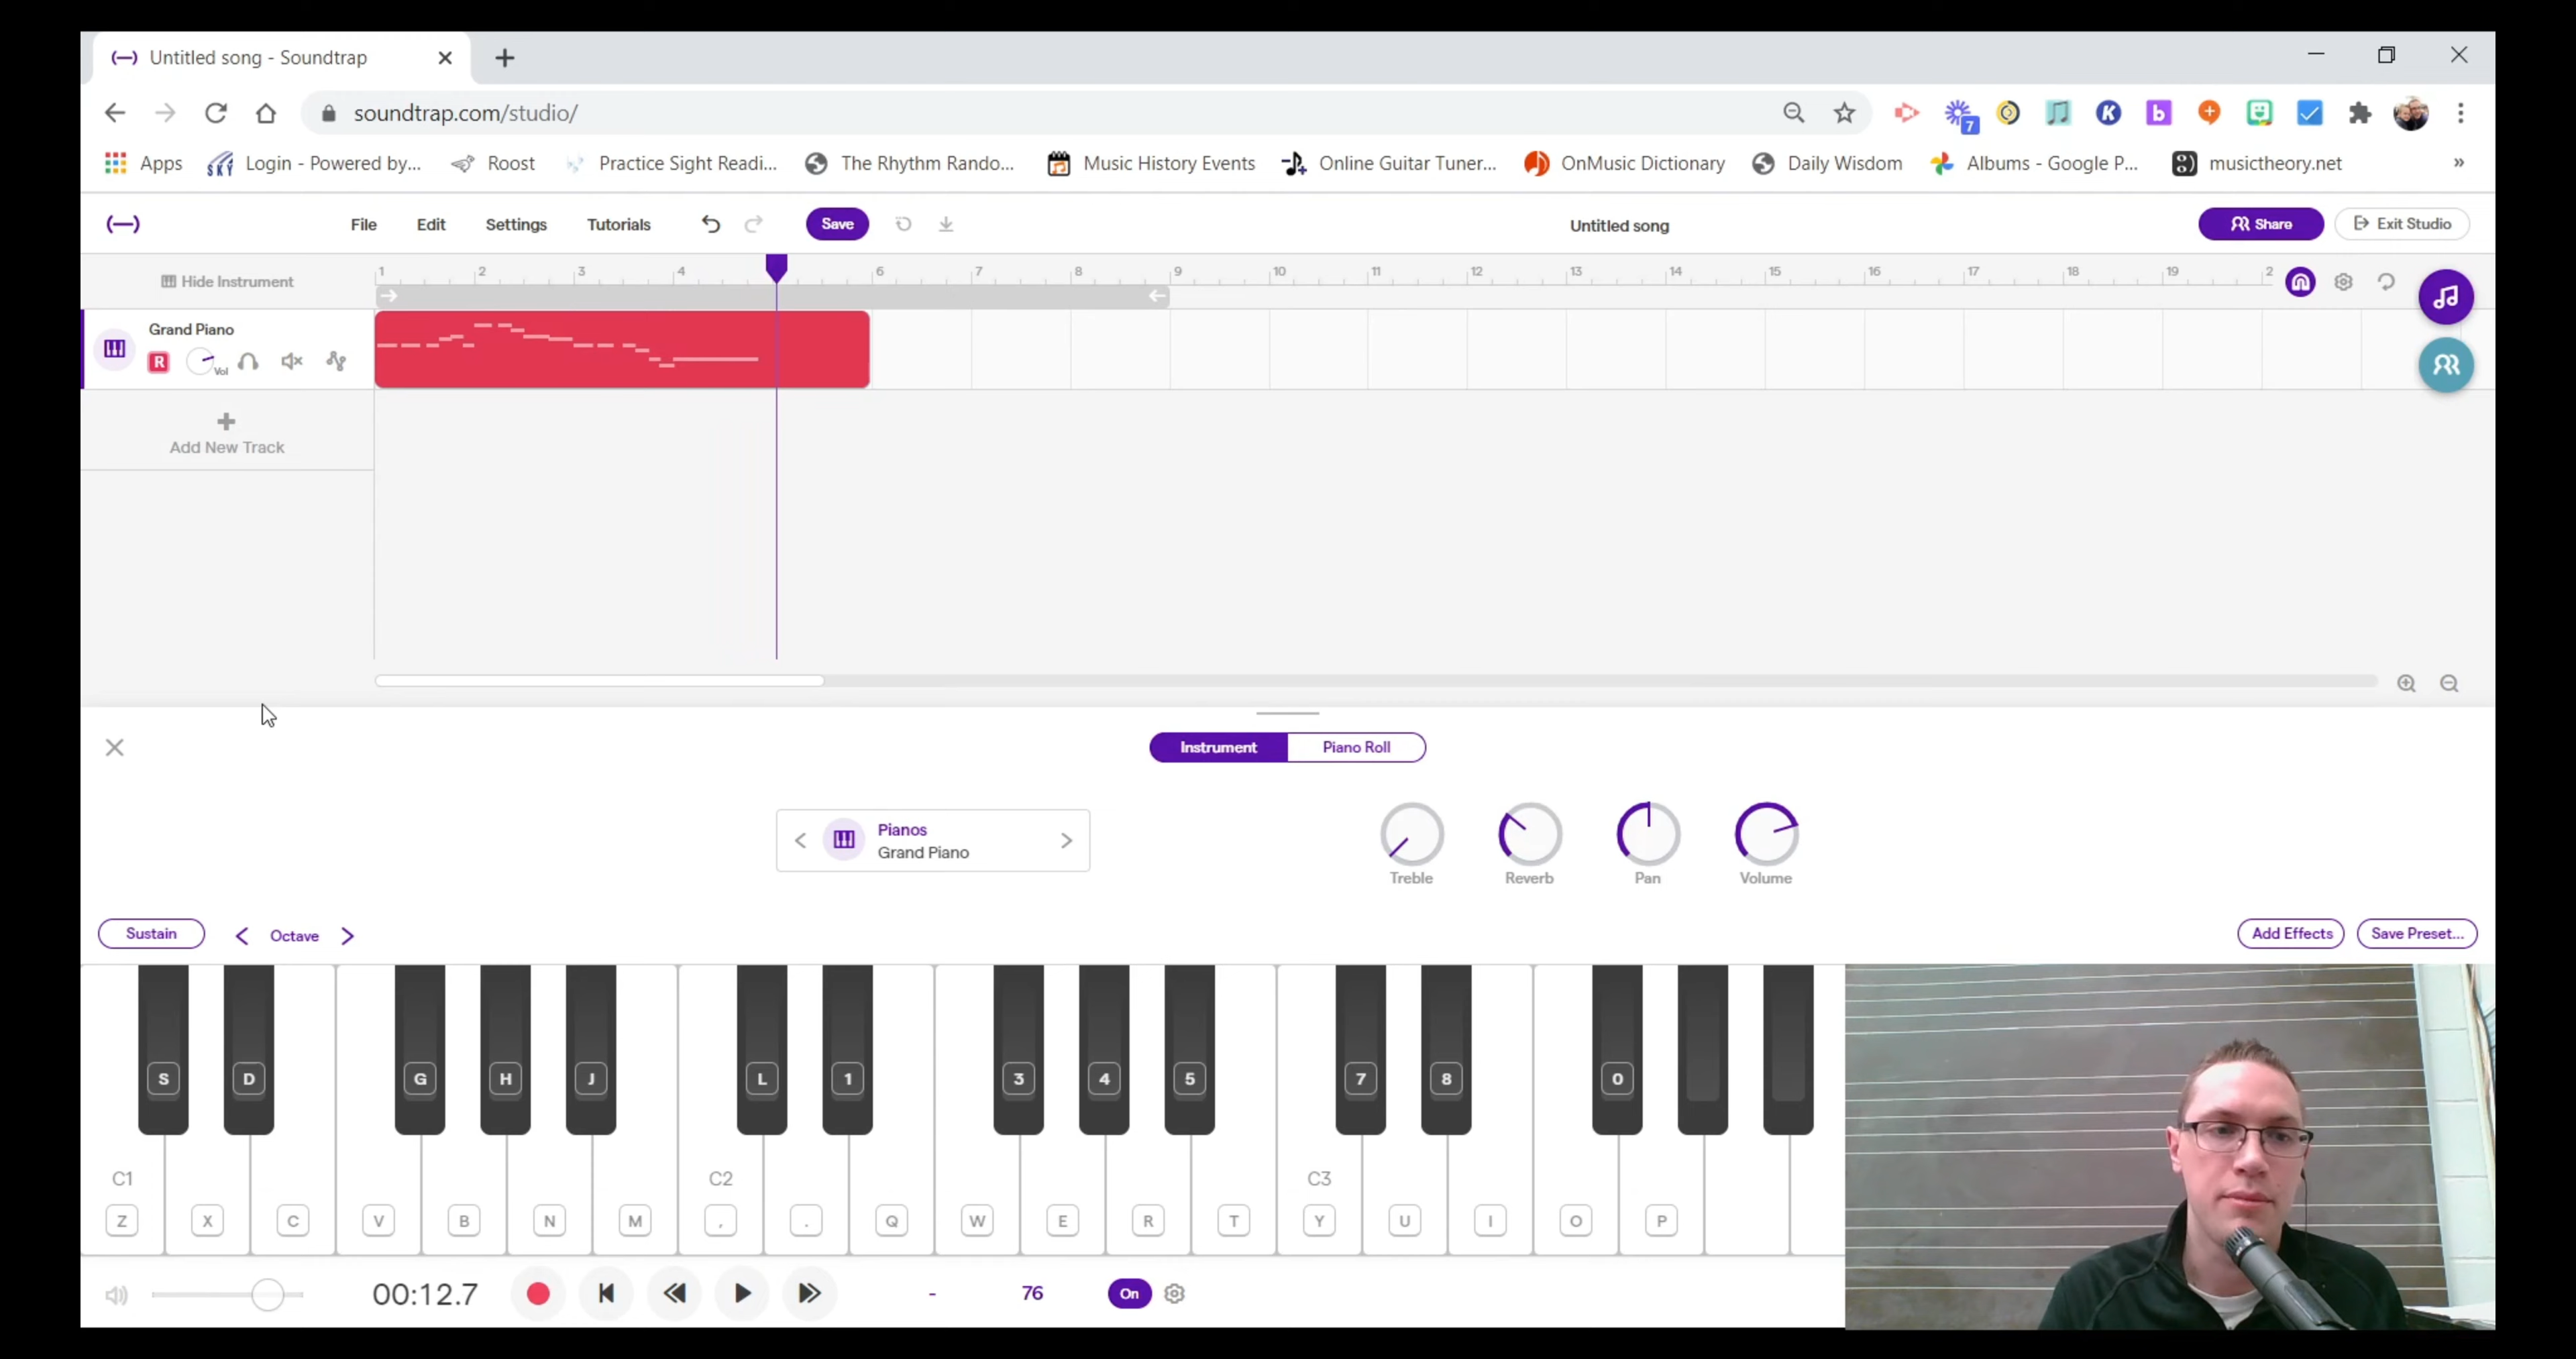 Untitled song - Soundtrap
soundtrap.com/studio/
7
K
b
Apps
Login - Powered by...
SKY
Roost
Practice Sight Readi...
The Rhythm Rando...
Music History Events
Online Guitar Tuner...
OnMusic Dictionary
Daily Wisdom
Albums - Google P...
musictheory.net
»
File
Edit
Settings
Tutorials
Save
Untitled song
Share
Exit Studio
Hide Instrument
1 2 3 4 6 7 8 9 10 11 12 13 14 15 16 17 18 19 2
Grand Piano
R
Vol
Add New Track
Instrument
Piano Roll
Pianos
Grand Piano
Treble
Reverb
Pan
Volume
Sustain
Octave
Add Effects
Save Preset...
S D G H J L 1 3 4 5 7 8 0
C1 C2 C3
Z X C V B N M , . Q W E R T Y U I O P
00:12.7
-
76
On